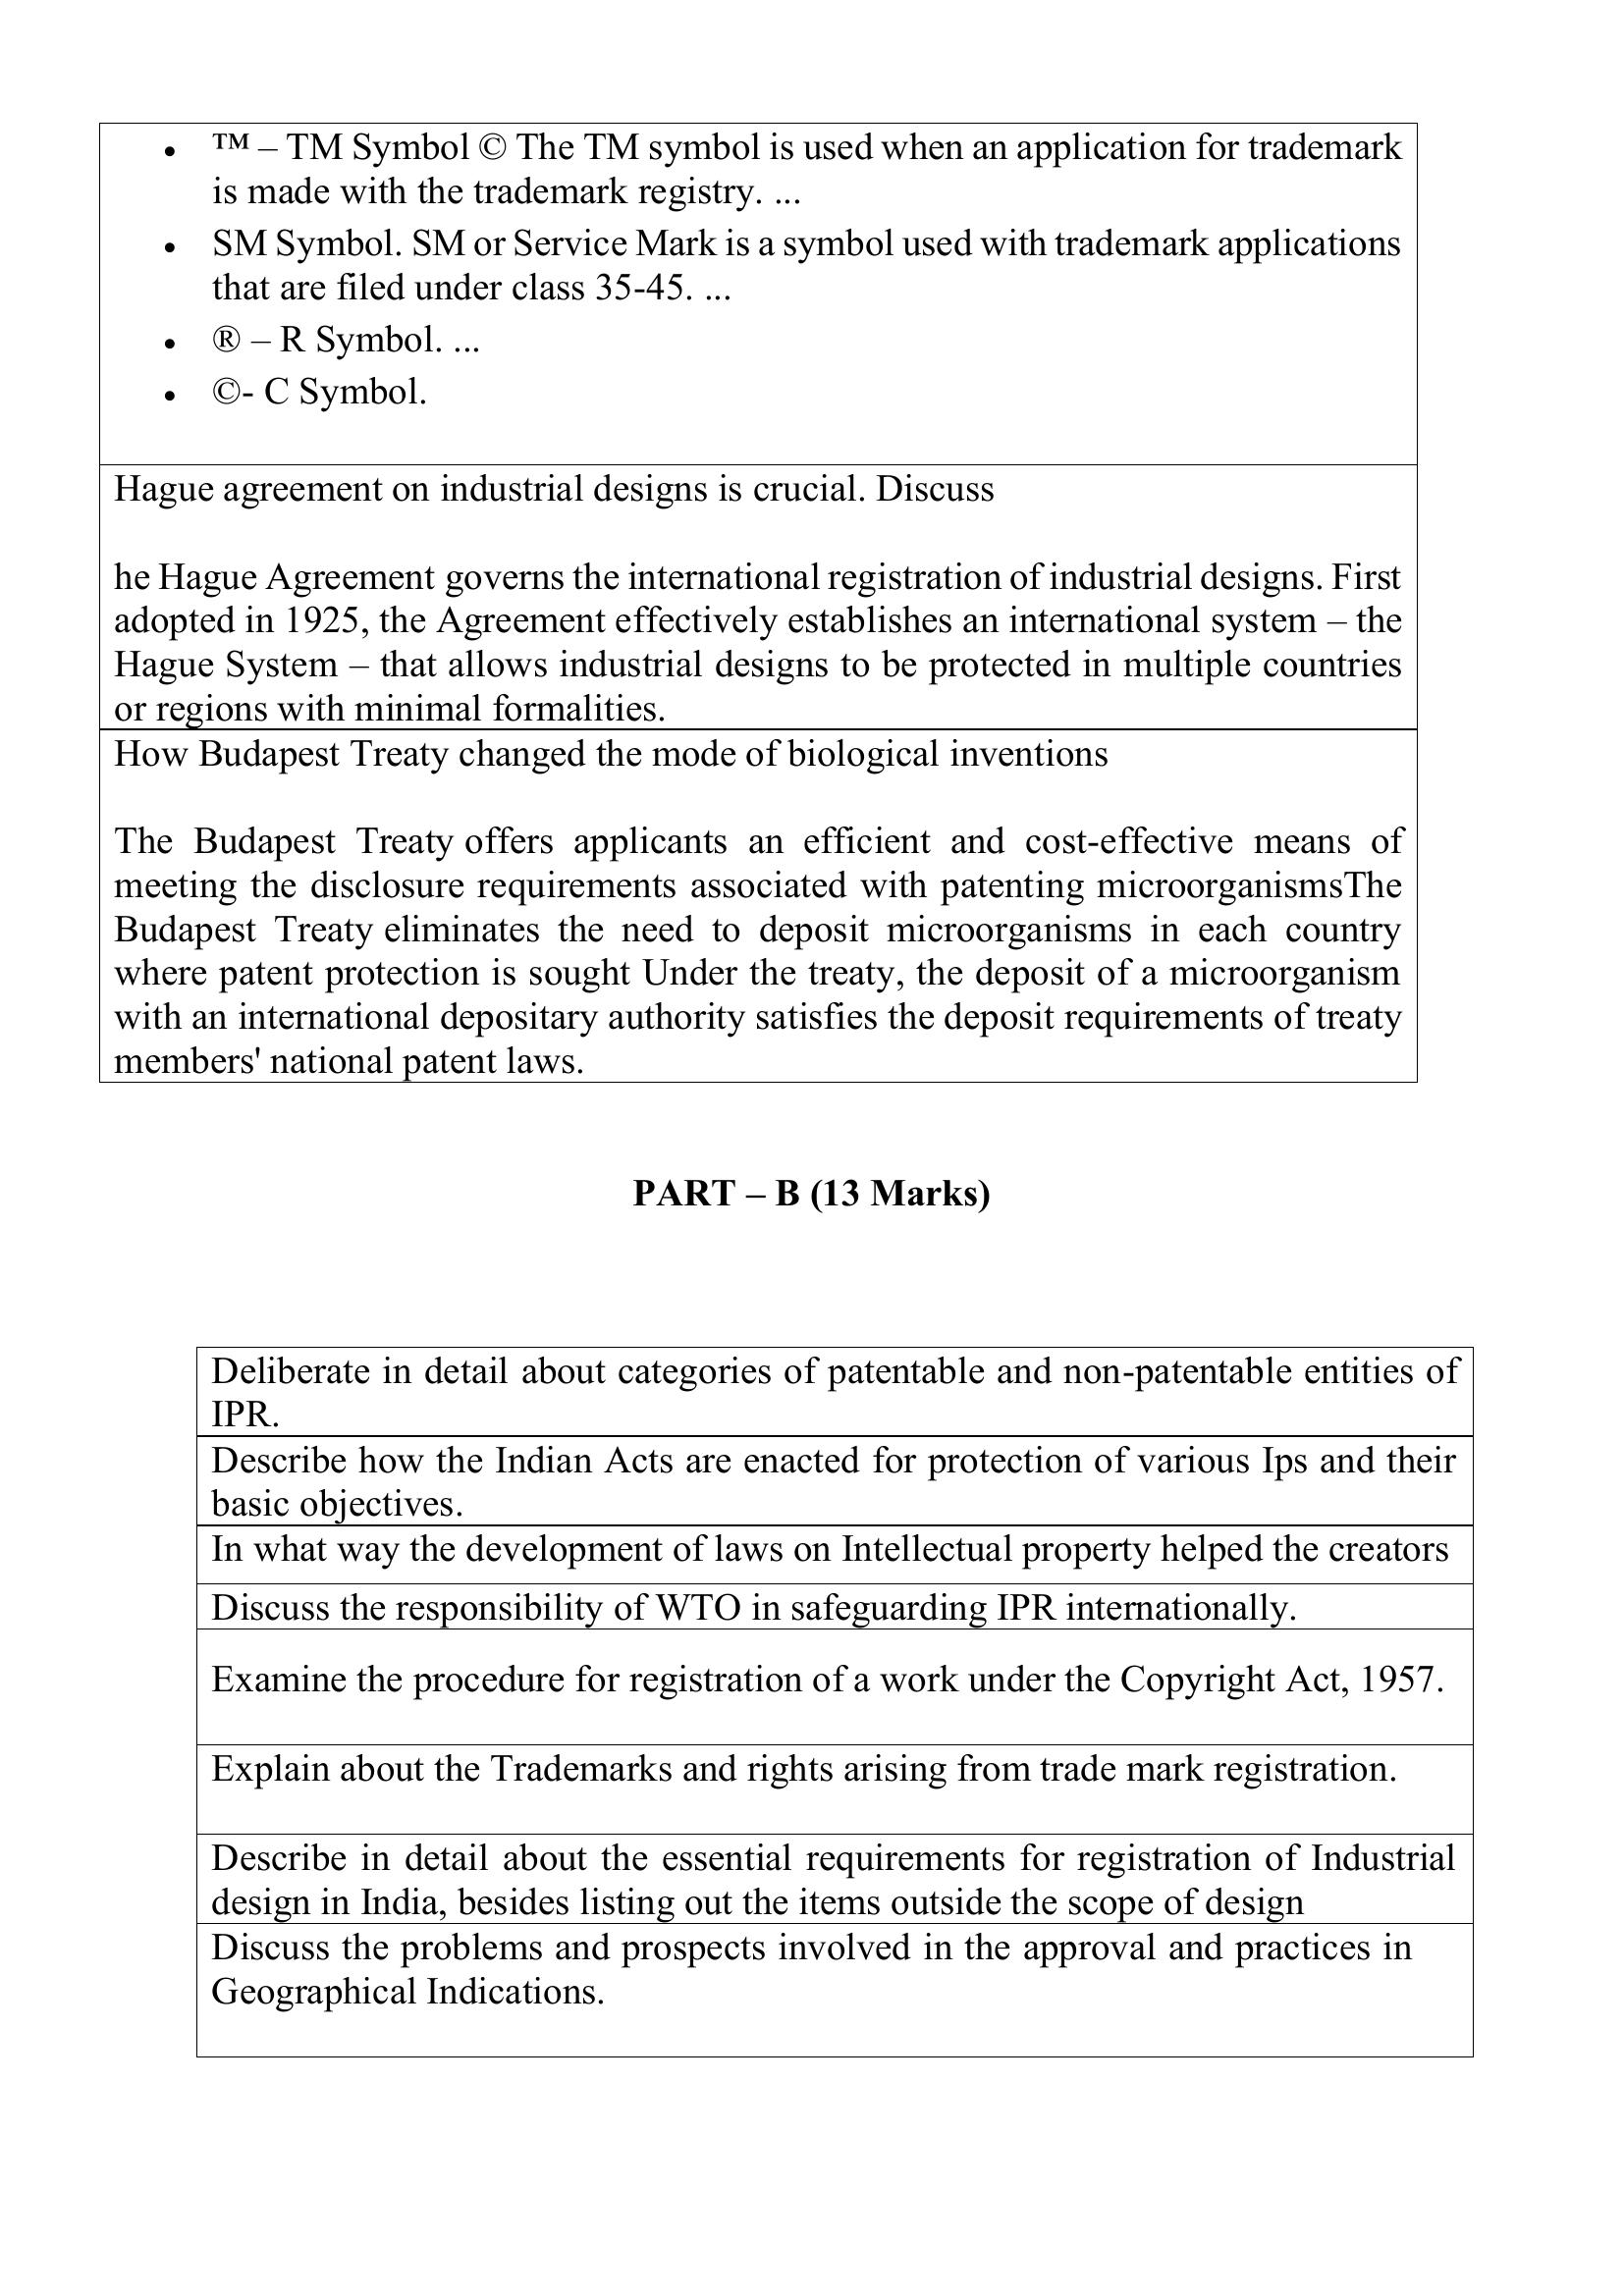 • ™ – TM Symbol © The TM symbol is used when an application for trademark
is made with the trademark registry. ...
• SM Symbol. SM or Service Mark is a symbol used with trademark applications
that are filed under class 35-45. ...
• ® – R Symbol. ...
• ©- C Symbol.
Hague agreement on industrial designs is crucial. Discuss
he Hague Agreement governs the international registration of industrial designs. First
adopted in 1925, the Agreement effectively establishes an international system – the
Hague System – that allows industrial designs to be protected in multiple countries
or regions with minimal formalities.
How Budapest Treaty changed the mode of biological inventions
The Budapest Treaty offers applicants an efficient and cost-effective means of
meeting the disclosure requirements associated with patenting microorganismsThe
Budapest Treaty eliminates the need to deposit microorganisms in each country
where patent protection is sought Under the treaty, the deposit of a microorganism
with an international depositary authority satisfies the deposit requirements of treaty
members' national patent laws.
PART – B (13 Marks)
Deliberate in detail about categories of patentable and non-patentable entities of
IPR.
Describe how the Indian Acts are enacted for protection of various Ips and their
basic objectives.
In what way the development of laws on Intellectual property helped the creators
Discuss the responsibility of WTO in safeguarding IPR internationally.
Examine the procedure for registration of a work under the Copyright Act, 1957.
Explain about the Trademarks and rights arising from trade mark registration.
Describe in detail about the essential requirements for registration of Industrial
design in India, besides listing out the items outside the scope of design
Discuss the problems and prospects involved in the approval and practices in
Geographical Indications.